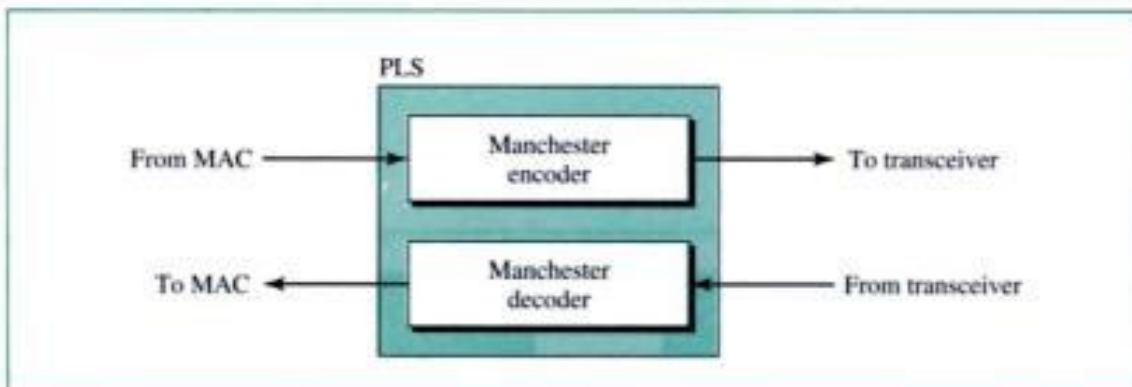 PLS
From MAC
Manchester
encoder
To transceiver
To MAC
Manchester
decoder
From transceiver